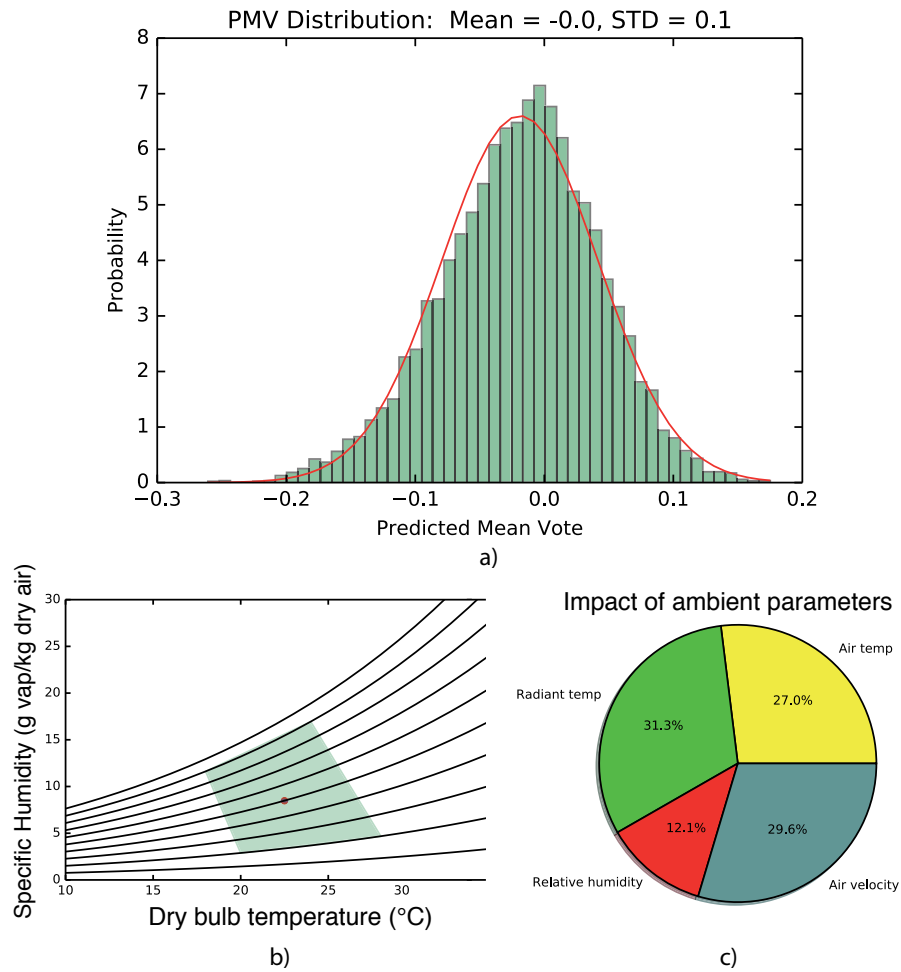 PMV Distribution: Mean = -0.0, STD = 0.1
Probability
8
7
6
5
4
3
2
1
0
−0.3
−0.2
−0.1
0.0
0.1
0.2
Predicted Mean Vote
a)
Specific Humidity (g vap/kg dry air)
30
25
20
15
10
5
0
10
15
20
25
30
Dry bulb temperature (°C)
b)
Impact of ambient parameters
Air temp
27.0%
Radiant temp
31.3%
Relative humidity
12.1%
Air velocity
29.6%
c)